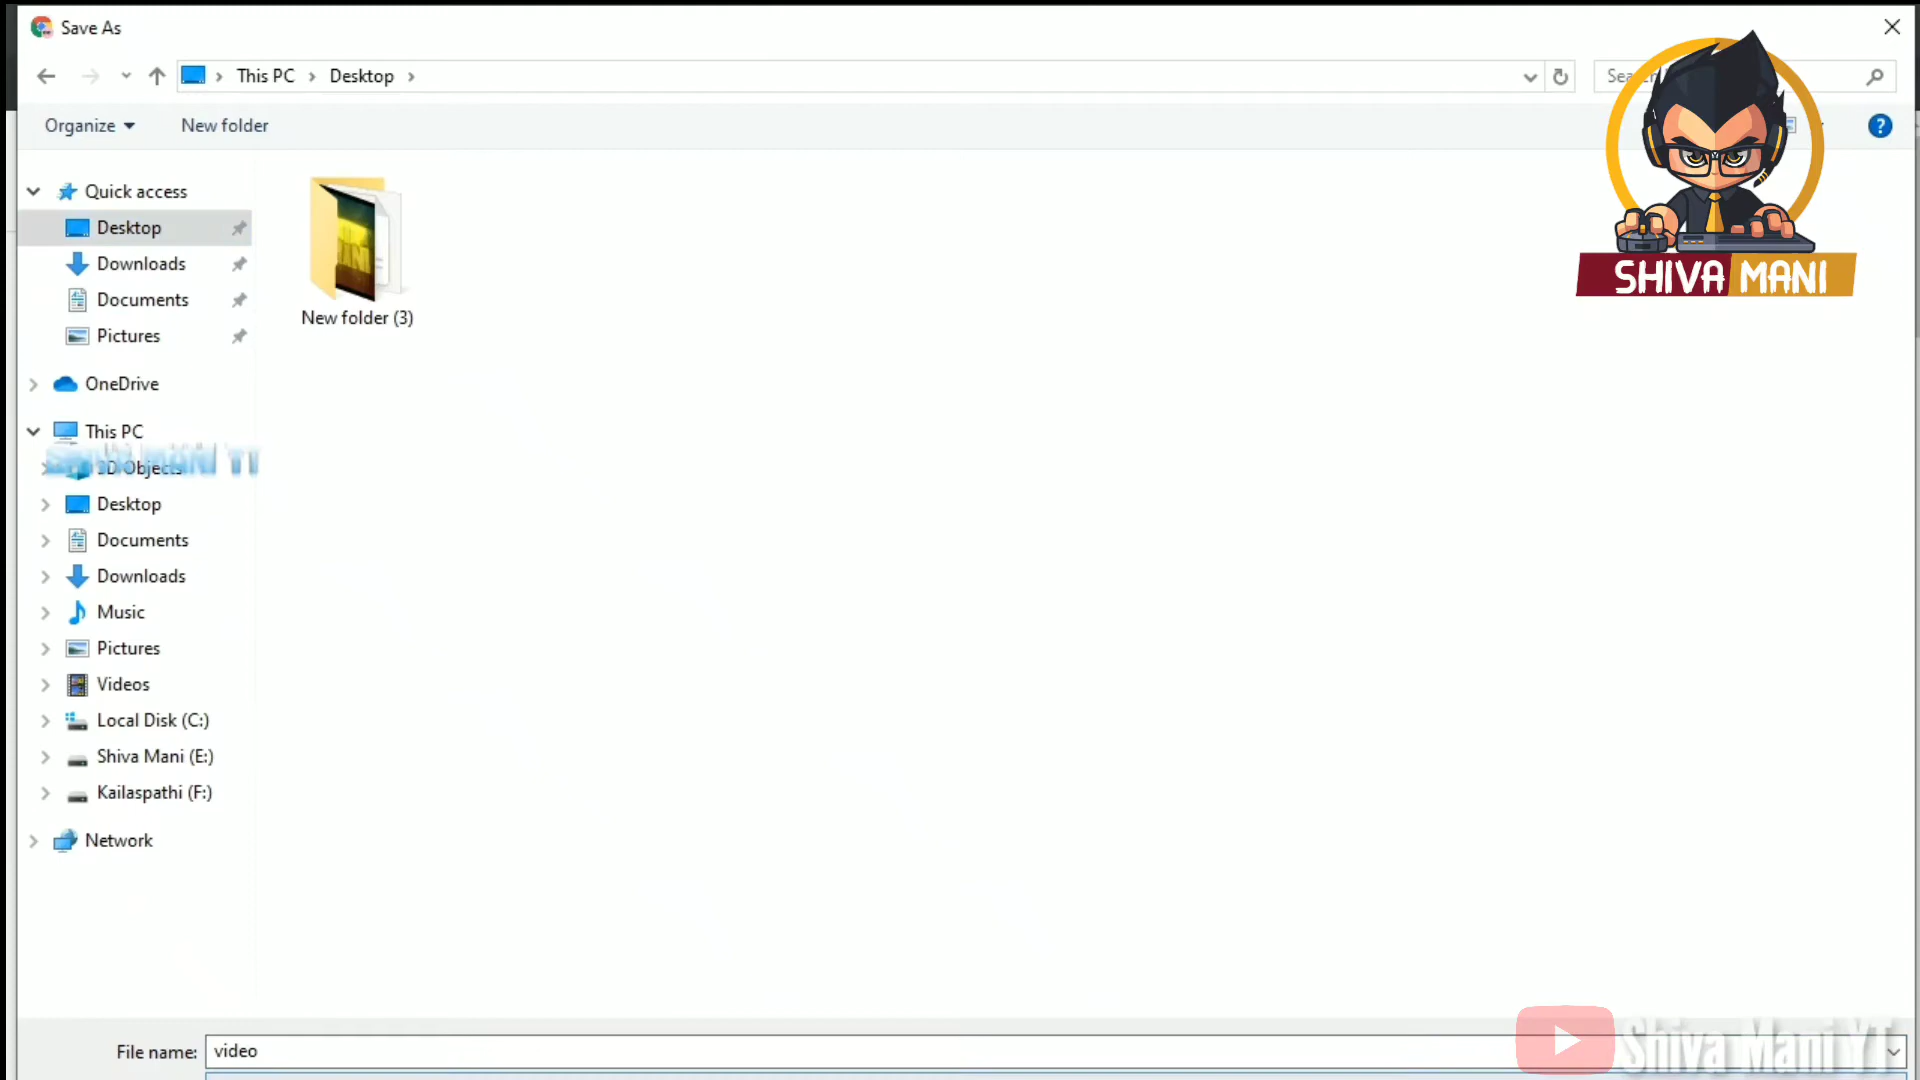 Save As
This PC > Desktop >
Organize
New folder
?
Quick access
Desktop
Downloads
Documents
Pictures
OneDrive
This PC
3D Objects
Desktop
Documents
Downloads
Music
Pictures
Videos
Local Disk (C:)
Shiva Mani (E:)
Kailaspathi (F:)
Network
New folder (3)
SHIVA MANI
File name: video
Shiva Mani YT